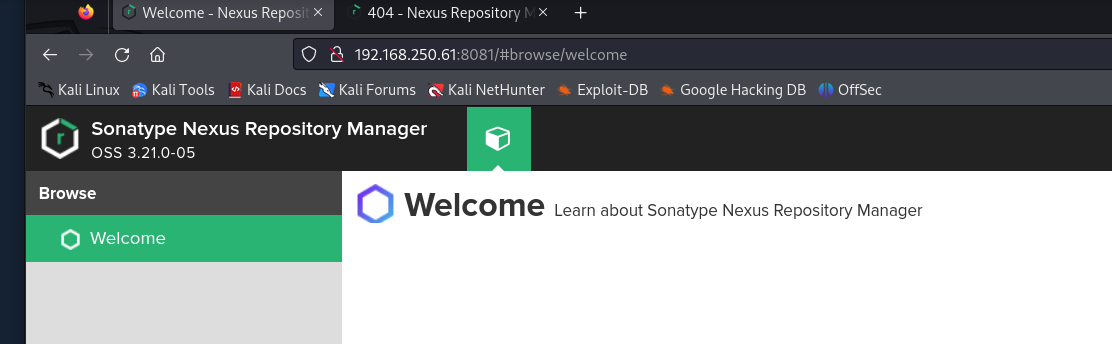 Welcome - Nexus Reposit
404 - Nexus Repository M
192.168.250.61:8081/#browse/welcome
Kali Linux Kali Tools Kali Docs Kali Forums Kali NetHunter Exploit-DB Google Hacking DB OffSec
Sonatype Nexus Repository Manager
OSS 3.21.0-05
Browse
Welcome
Welcome Learn about Sonatype Nexus Repository Manager